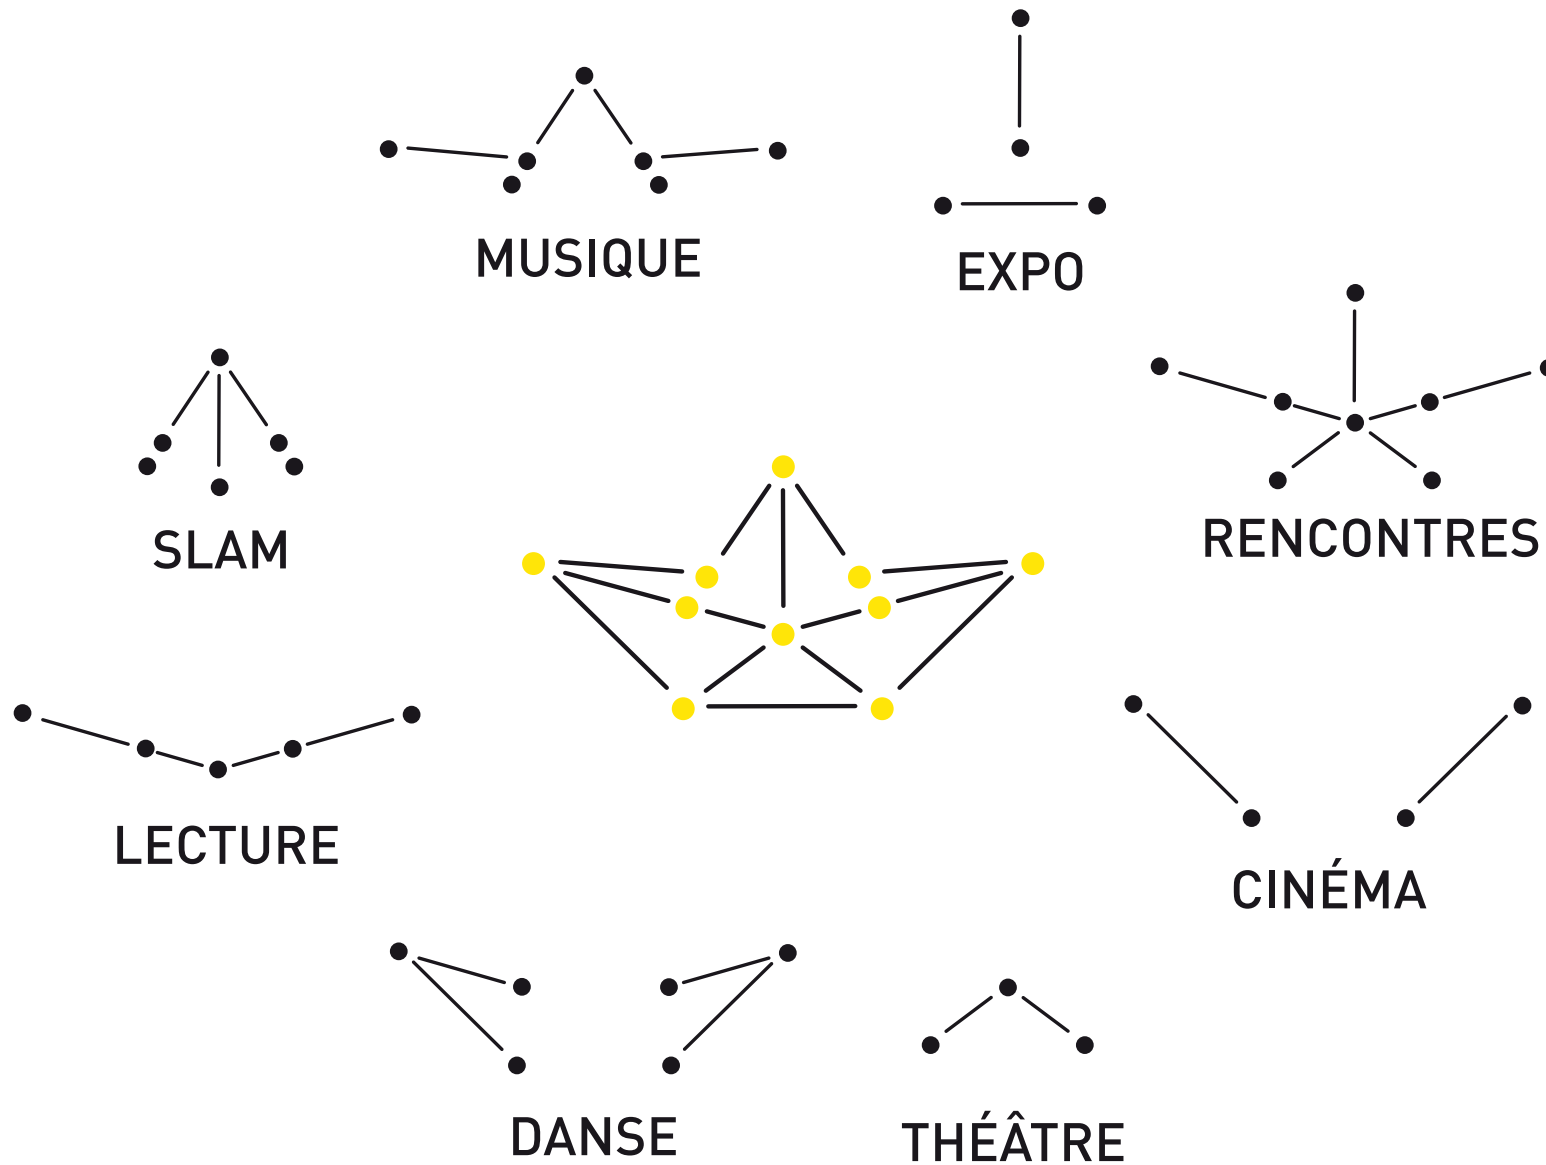 MUSIQUE
EXPO
SLAM
RENCONTRES
LECTURE
CINÉMA
DANSE
THÉÂTRE